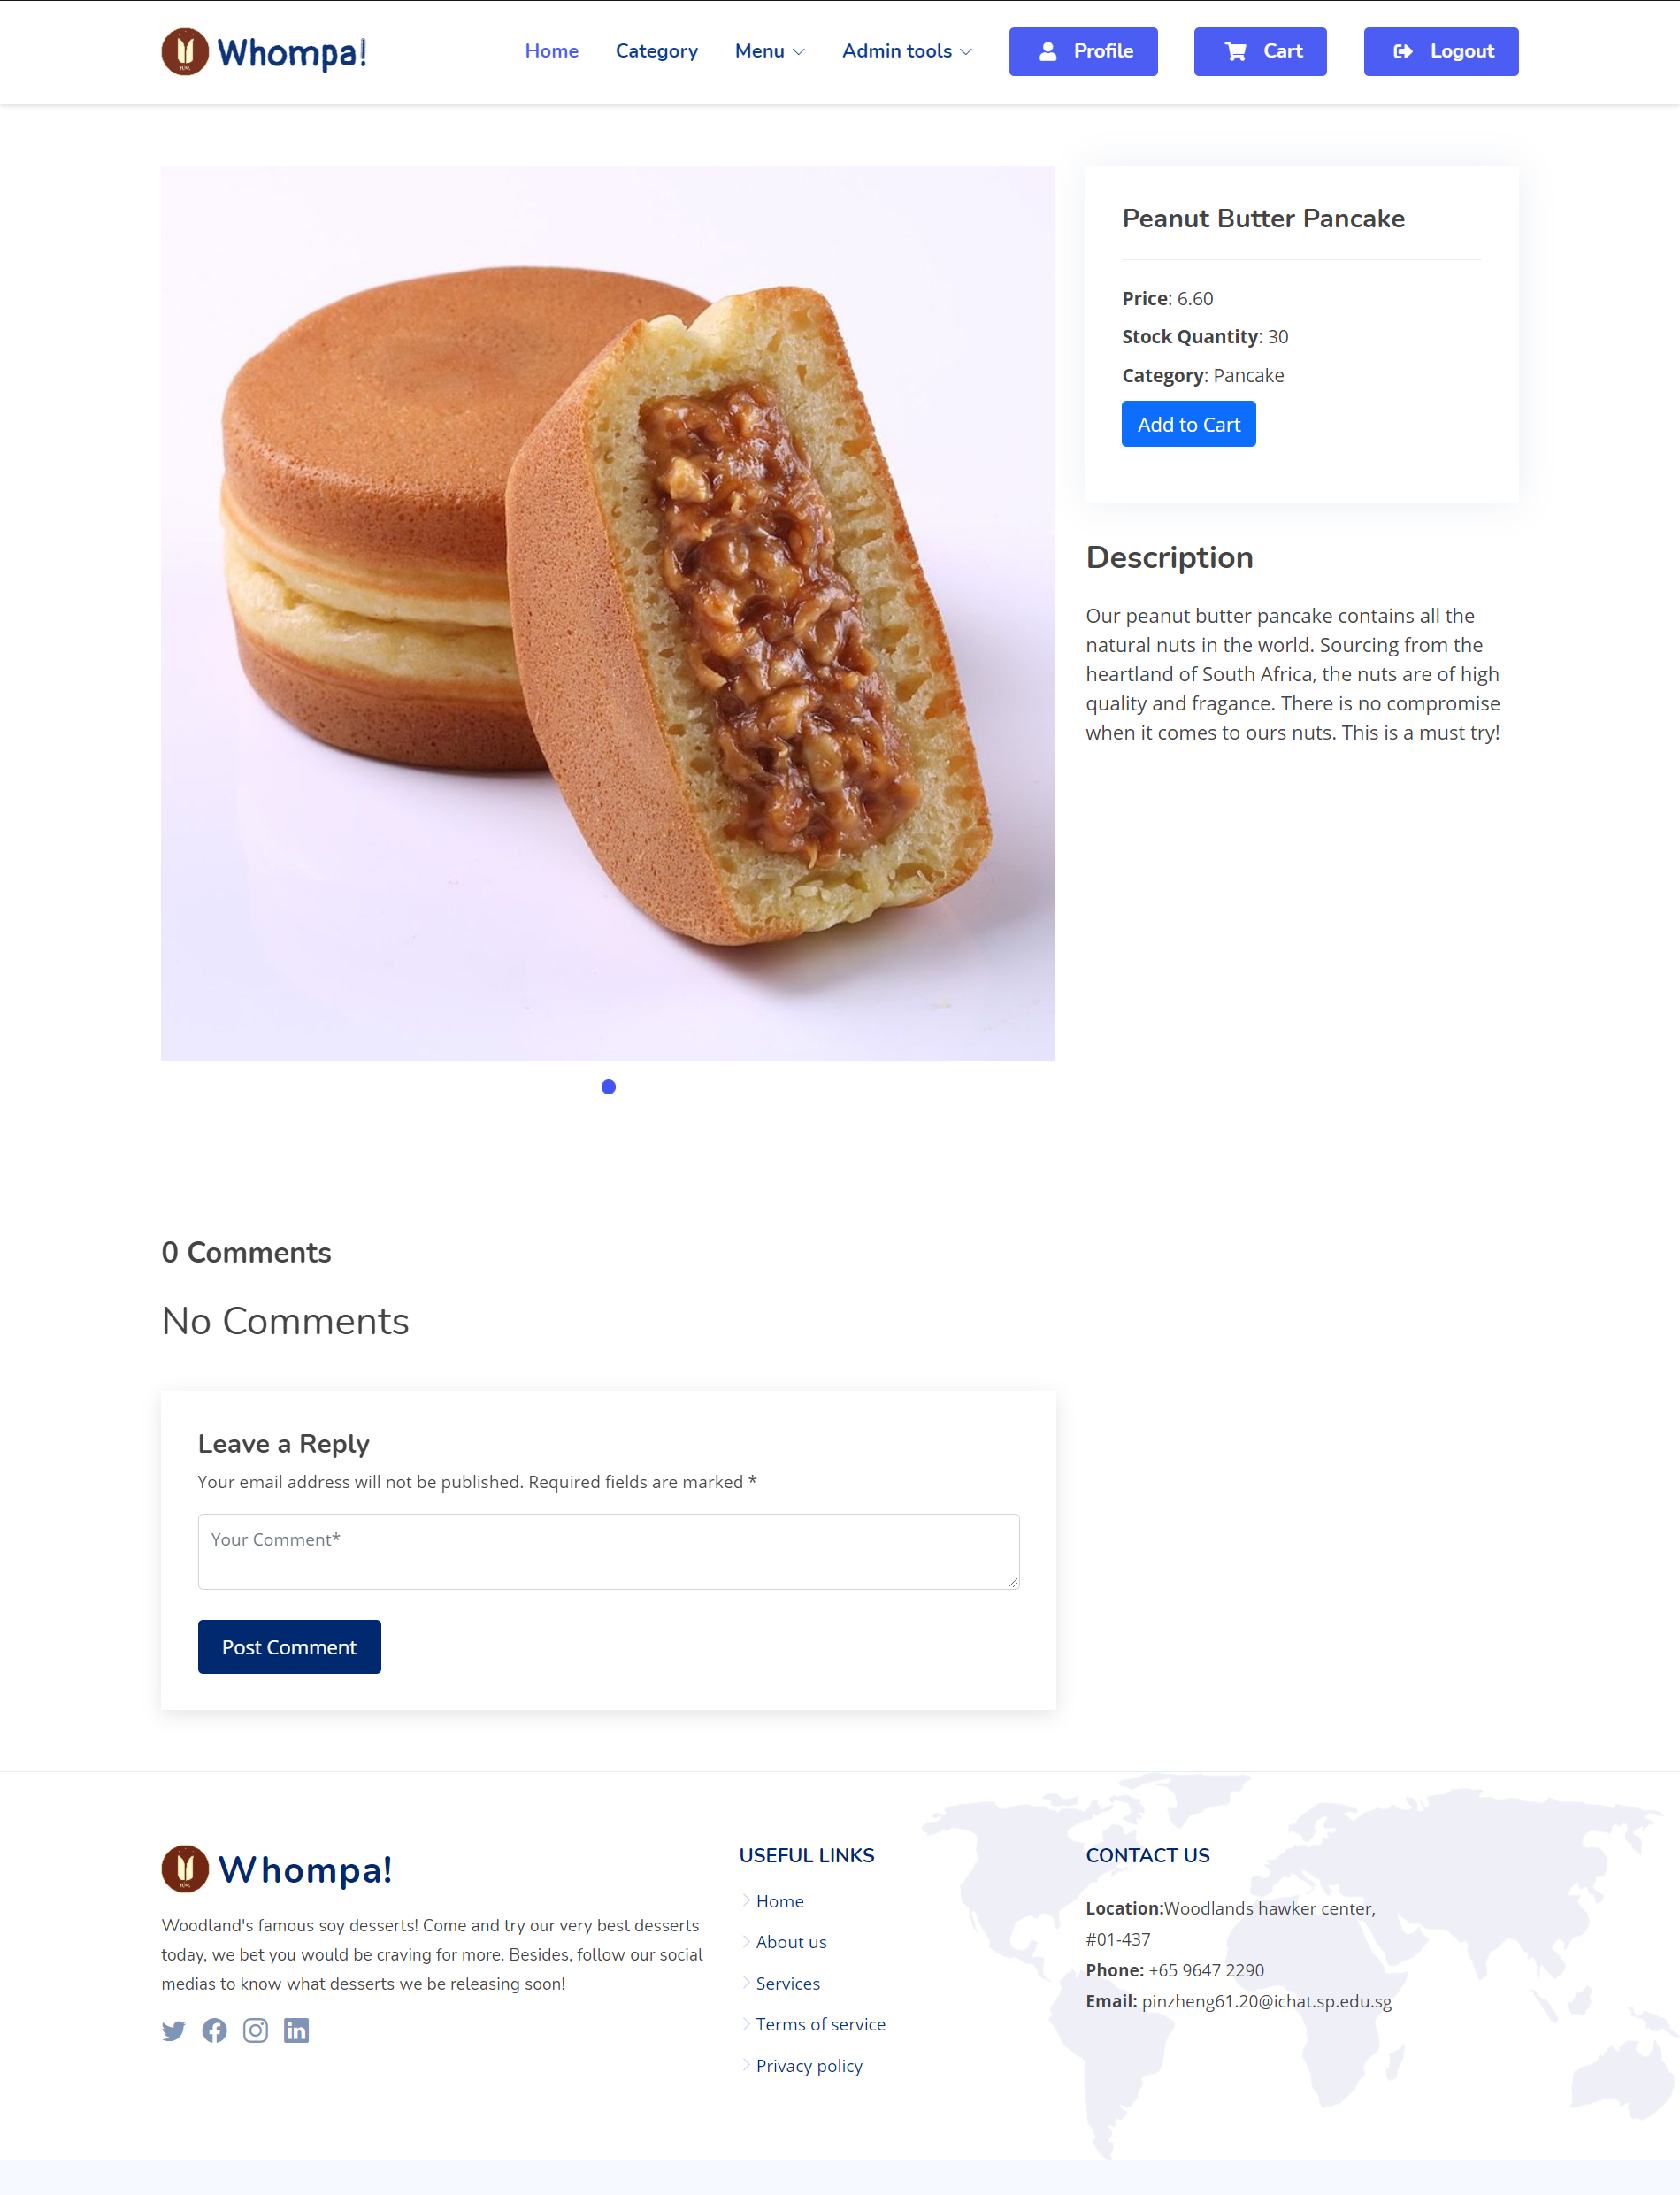 Whompa!
Home
Category
Menu
Admin tools
Profile
Cart
Logout
Peanut Butter Pancake
Price: 6.60
Stock Quantity: 30
Category: Pancake
Add to Cart
Description
Our peanut butter pancake contains all the
natural nuts in the world. Sourcing from the
heartland of South Africa, the nuts are of high
quality and fragance. There is no compromise
when it comes to ours nuts. This is a must try!
0 Comments
No Comments
Leave a Reply
Your email address will not be published. Required fields are marked *
Your Comment*
Post Comment
Whompa!
Woodland's famous soy desserts! Come and try our very best desserts
today, we bet you would be craving for more. Besides, follow our social
medias to know what desserts we be releasing soon!
USEFUL LINKS
Home
About us
Services
Terms of service
Privacy policy
CONTACT US
Location:Woodlands hawker center,
#01-437
Phone: +65 9647 2290
Email: pinzheng61.20@ichat.sp.edu.sg